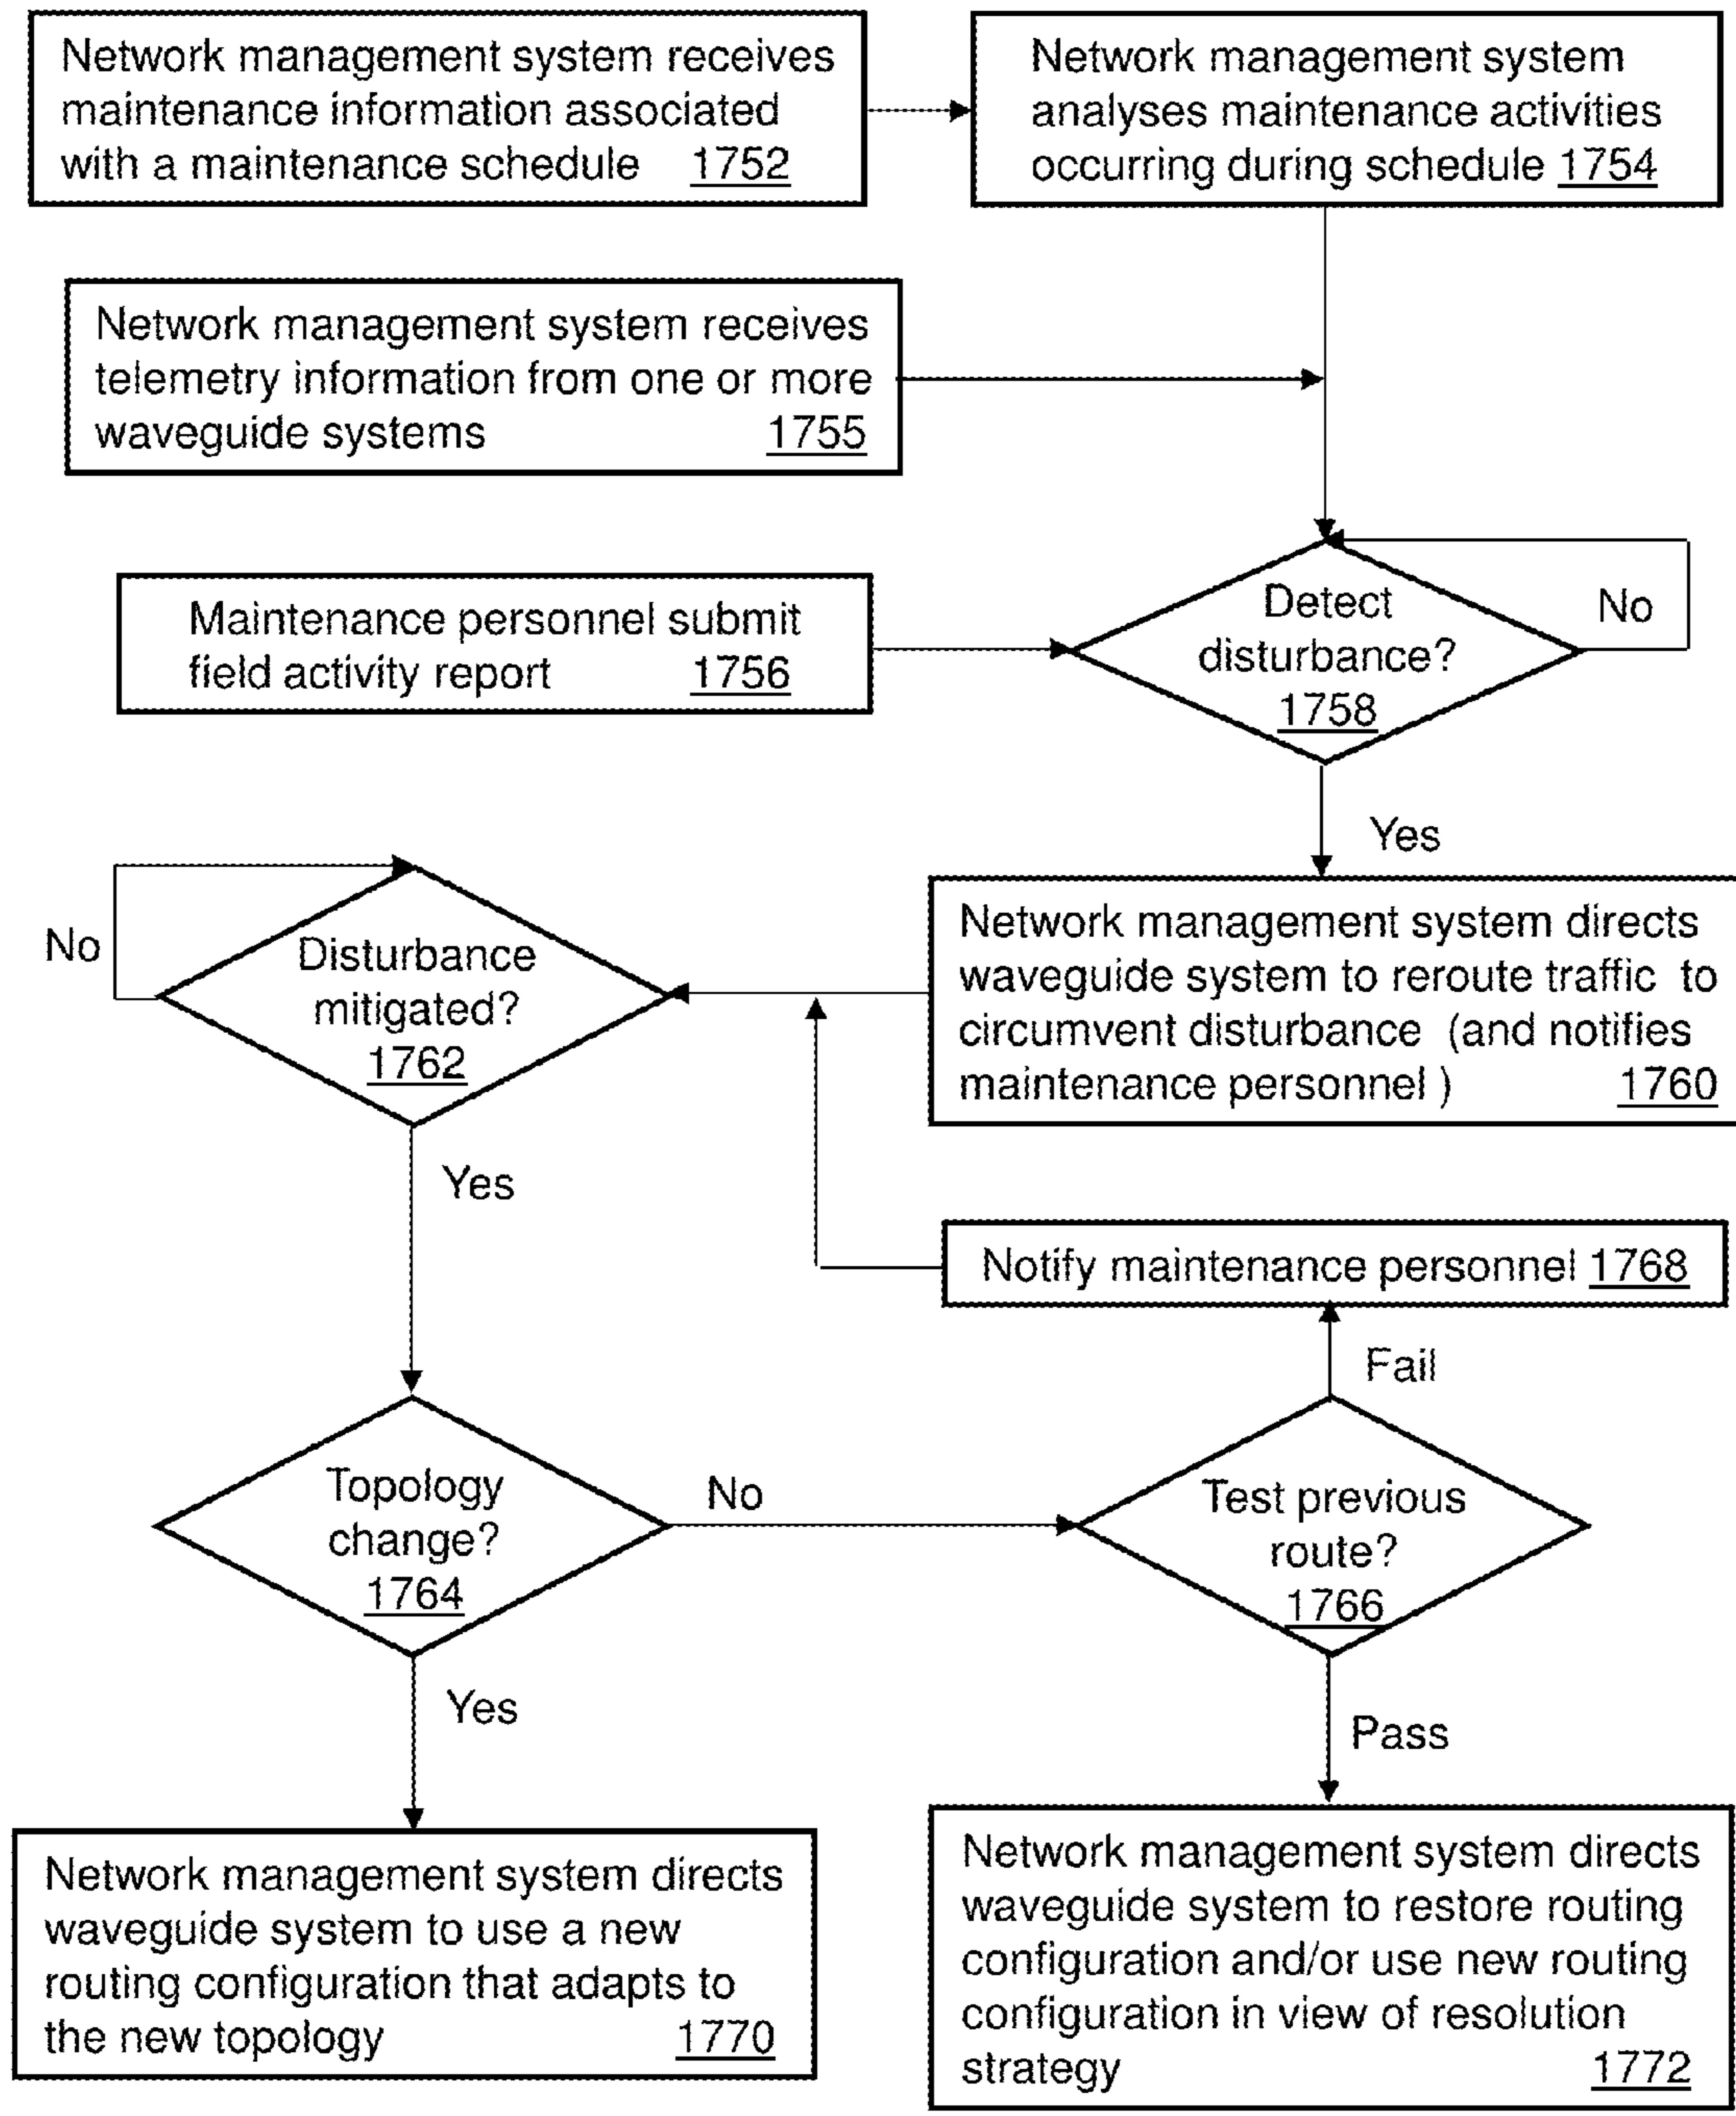 Network management system receives
maintenance information associated
with a maintenance schedule 1752
Network management system
analyses maintenance activities
occurring during schedule 1754
Network management system receives
telemetry information from one or more
waveguide systems 1755
Maintenance personnel submit
field activity report 1756
Detect
disturbance?
1758
No
Yes
Network management system directs
waveguide system to reroute traffic to
circumvent disturbance (and notifies
maintenance personnel ) 1760
No
Disturbance
mitigated?
1762
Yes
Notify maintenance personnel 1768
Fail
Topology
change?
1764
No
Test previous
route?
1766
Yes
Pass
Network management system directs
waveguide system to use a new
routing configuration that adapts to
the new topology 1770
Network management system directs
waveguide system to restore routing
configuration and/or use new routing
configuration in view of resolution
strategy 1772